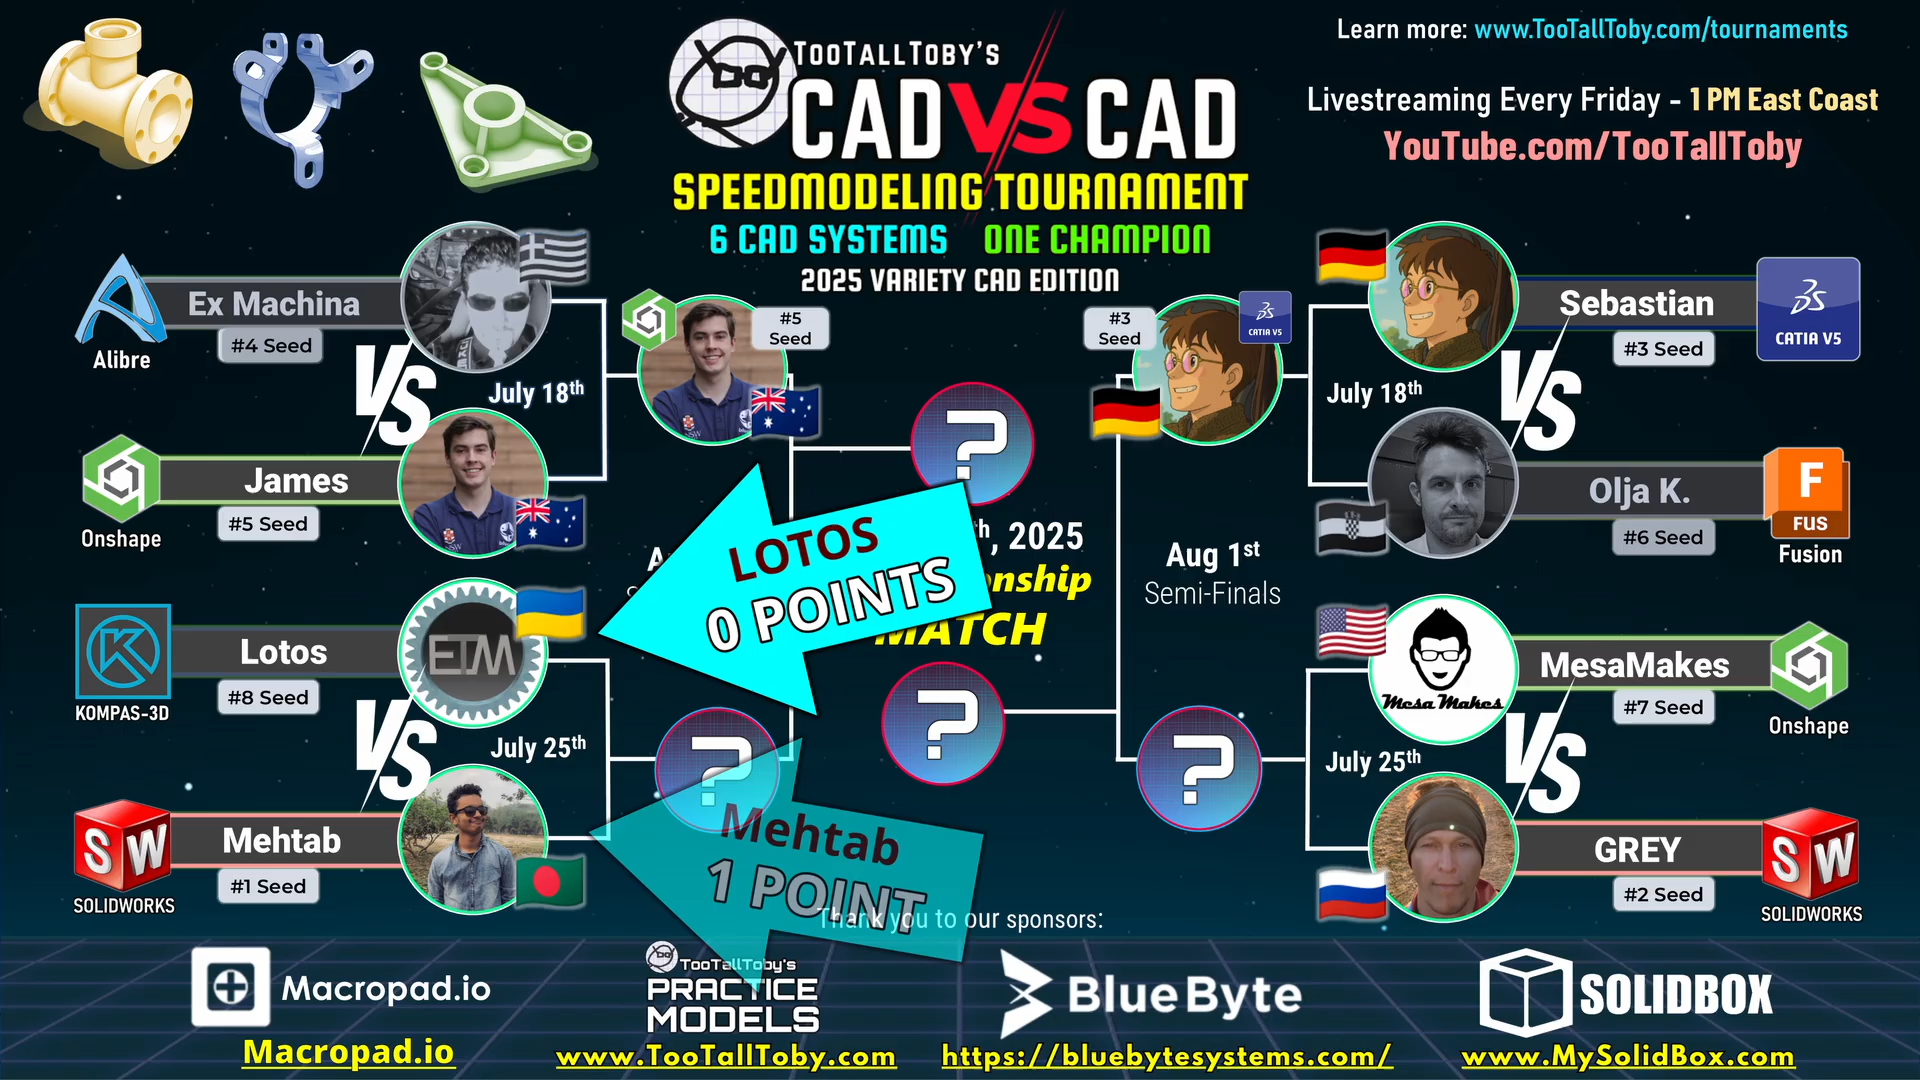 TOOTALLTOBY'S
CAD VS CAD
SPEEDMODELING TOURNAMENT
6 CAD SYSTEMS ONE CHAMPION
2025 VARIETY CAD EDITION
Learn more: www.TooTallToby.com/tournaments
Livestreaming Every Friday - 1 PM East Coast
YouTube.com/TooTallToby
Alibre
Ex Machina
#4 Seed
VS
July 18th
Onshape
James
#5 Seed
KOMPAS-3D
Lotos
#8 Seed
ETM
VS
July 25th
SW
SOLIDWORKS
Mehtab
#1 Seed
#5
Seed
?
?
?
LOTOS
0 POINTS
Mehtab
1 POINT
, 2025
MATCH
#3
Seed
CATIA V5
Aug 1st
Semi-Finals
?
Sebastian
#3 Seed
CATIA V5
July 18th
VS
Olja K.
#6 Seed
F
FUS
Fusion
MesaMakes
#7 Seed
Mesa Makes
Onshape
July 25th
VS
GREY
#2 Seed
SW
SOLIDWORKS
Thank you to our sponsors:
Macropad.io
Macropad.io
TOOTALLTOBY'S
PRACTICE
MODELS
www.TooTallToby.com
Blue Byte
https://bluebytesystems.com/
SOLIDBOX
www.MySolidBox.com